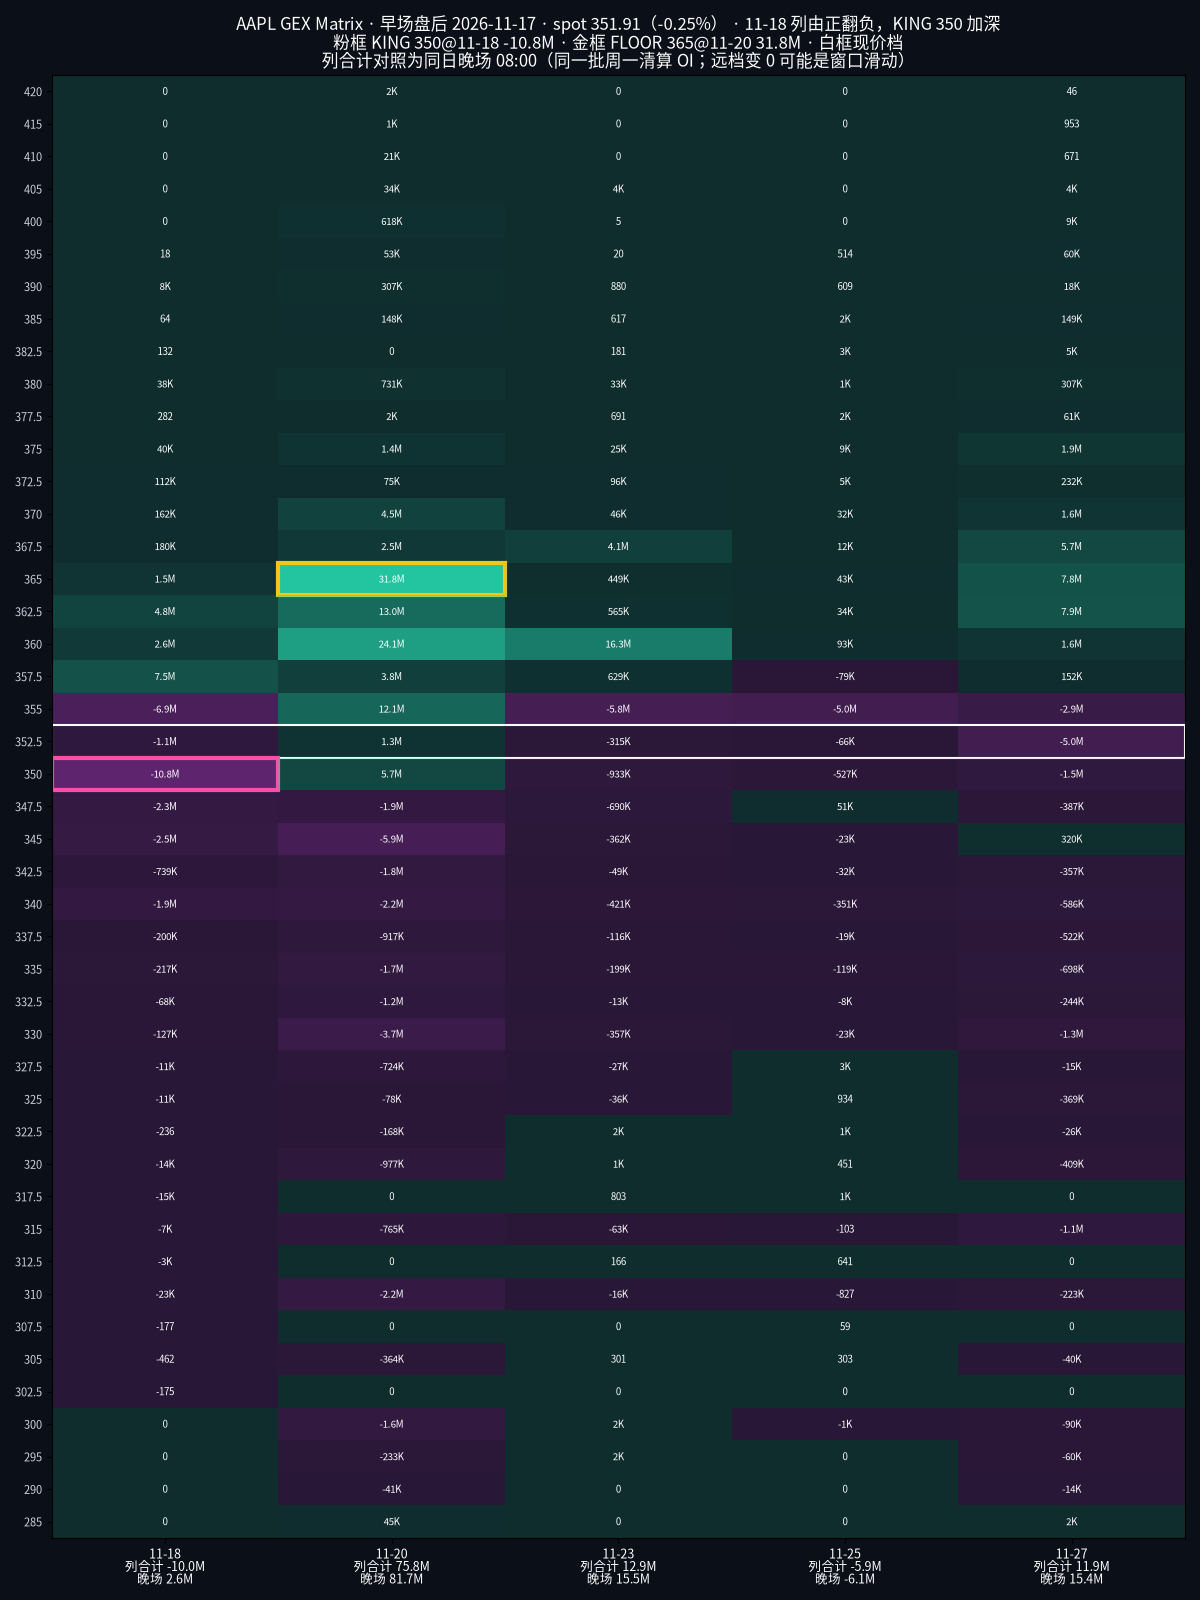 AAPL GEX Matrix · 早场盘后 2026-11-17 · spot 351.91（-0.25%） · 11-18 列由正翻负，KING 350 加深
粉框 KING 350@11-18 -10.8M · 金框 FLOOR 365@11-20 31.8M · 白框现价档
列合计对照为同日晚场 08:00（同一批周一清算 OI；远档变 0 可能是窗口滑动）
420 0 2K 0 0 46
415 0 1K 0 0 953
410 0 21K 0 0 671
405 0 34K 4K 0 4K
400 0 618K 5 0 9K
395 18 53K 20 514 60K
390 8K 307K 880 609 18K
385 64 148K 617 2K 149K
382.5 132 0 181 3K 5K
380 38K 731K 33K 1K 307K
377.5 282 2K 691 2K 61K
375 40K 1.4M 25K 9K 1.9M
372.5 112K 75K 96K 5K 232K
370 162K 4.5M 46K 32K 1.6M
367.5 180K 2.5M 4.1M 12K 5.7M
365 1.5M 31.8M 449K 43K 7.8M
362.5 4.8M 13.0M 565K 34K 7.9M
360 2.6M 24.1M 16.3M 93K 1.6M
357.5 7.5M 3.8M 629K -79K 152K
355 -6.9M 12.1M -5.8M -5.0M -2.9M
352.5 -1.1M 1.3M -315K -66K -5.0M
350 -10.8M 5.7M -933K -527K -1.5M
347.5 -2.3M -1.9M -690K 51K -387K
345 -2.5M -5.9M -362K -23K 320K
342.5 -739K -1.8M -49K -32K -357K
340 -1.9M -2.2M -421K -351K -586K
337.5 -200K -917K -116K -19K -522K
335 -217K -1.7M -199K -119K -698K
332.5 -68K -1.2M -13K -8K -244K
330 -127K -3.7M -357K -23K -1.3M
327.5 -11K -724K -27K 3K -15K
325 -11K -78K -36K 934 -369K
322.5 -236 -168K 2K 1K -26K
320 -14K -977K 1K 451 -409K
317.5 -15K 0 803 1K 0
315 -7K -765K -63K -103 -1.1M
312.5 -3K 0 166 641 0
310 -23K -2.2M -16K -827 -223K
307.5 -177 0 0 59 0
305 -462 -364K 301 303 -40K
302.5 -175 0 0 0 0
300 0 -1.6M 2K -1K -90K
295 0 -233K 2K 0 -60K
290 0 -41K 0 0 -14K
285 0 45K 0 0 2K
11-18 11-20 11-23 11-25 11-27
列合计 -10.0M 列合计 75.8M 列合计 12.9M 列合计 -5.9M 列合计 11.9M
晚场 2.6M 晚场 81.7M 晚场 15.5M 晚场 -6.1M 晚场 15.4M